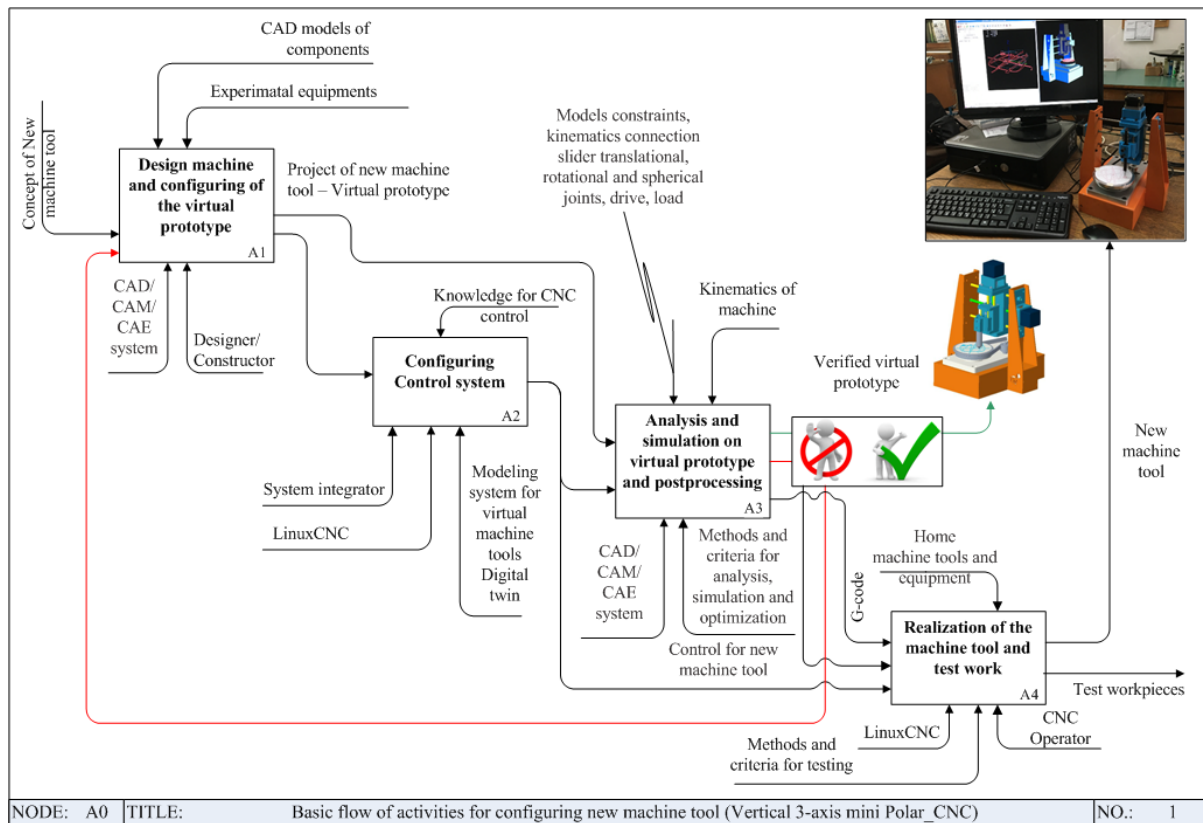 CAD models of
components
Experimatal equipments
Concept of New
machine tool
Design machine
and configuring of
the virtual
prototype
A1
Project of new machine
tool – Virtual prototype
CAD/
CAM/
CAE
system
Designer/
Constructor
Models constraints,
kinematics connection
slider translational,
rotational and spherical
joints, drive, load
Knowledge for CNC
control
Configuring
Control system
A2
System integrator
LinuxCNC
Modeling
system for
virtual
machine
tools
Digital
twin
Kinematics of
machine
Analysis and
simulation on
virtual prototype
and postprocessing
A3
Verified virtual
prototype
CAD/
CAM/
CAE
system
Methods and
criteria for
analysis,
simulation and
optimization
Control for new
machine tool
G-code
Home
machine tools and
equipment
New
machine
tool
Realization of the
machine tool and
test work
A4
Test workpieces
LinuxCNC
CNC
Operator
Methods and
criteria for testing
NODE: A0 TITLE: Basic flow of activities for configuring new machine tool (Vertical 3-axis mini Polar_CNC) NO.: 1